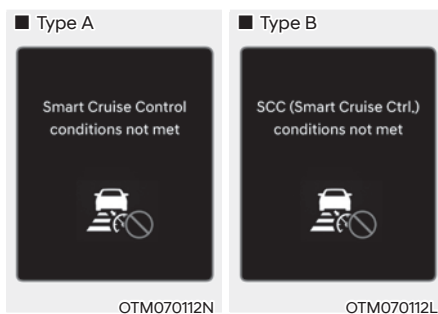 ■ Type A
Smart Cruise Control
conditions not met
OTM070112N
■ Type B
SCC (Smart Cruise Ctrl.)
conditions not met
OTM070112L